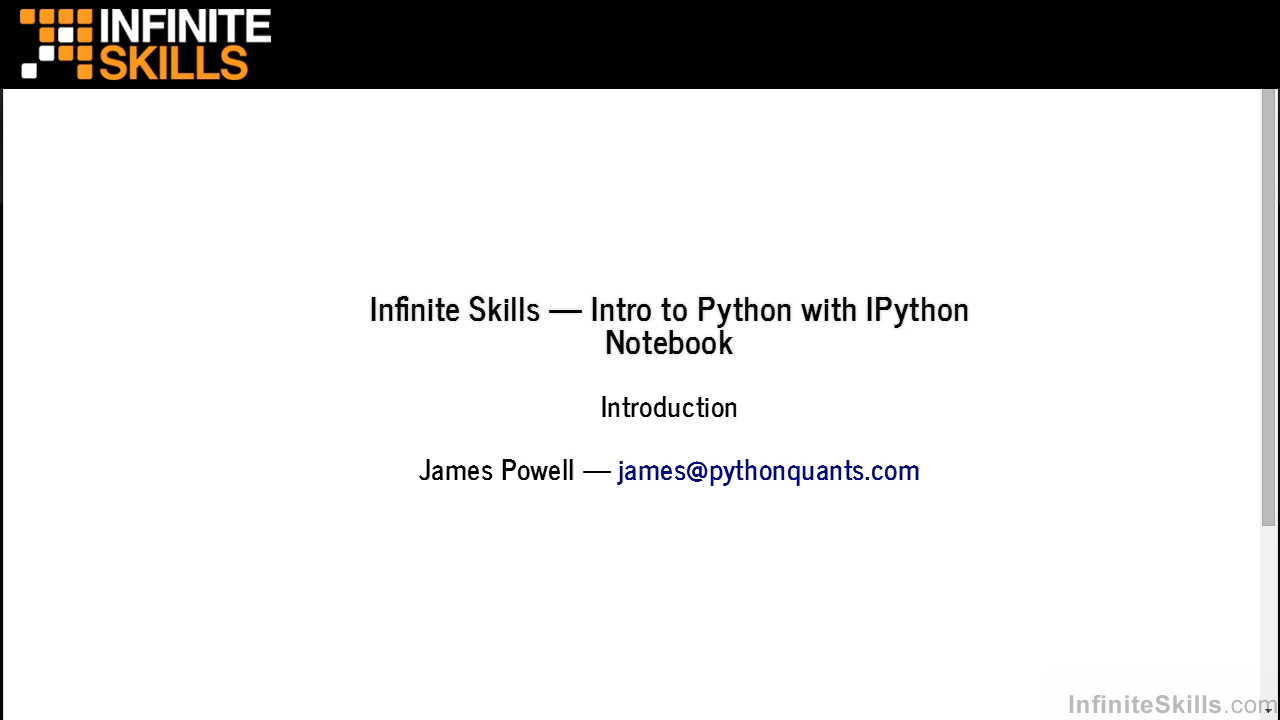 INFINITE
SKILLS
Infinite Skills — Intro to Python with IPython
Notebook
Introduction
James Powell — james@pythonquants.com
InfiniteSkills.com